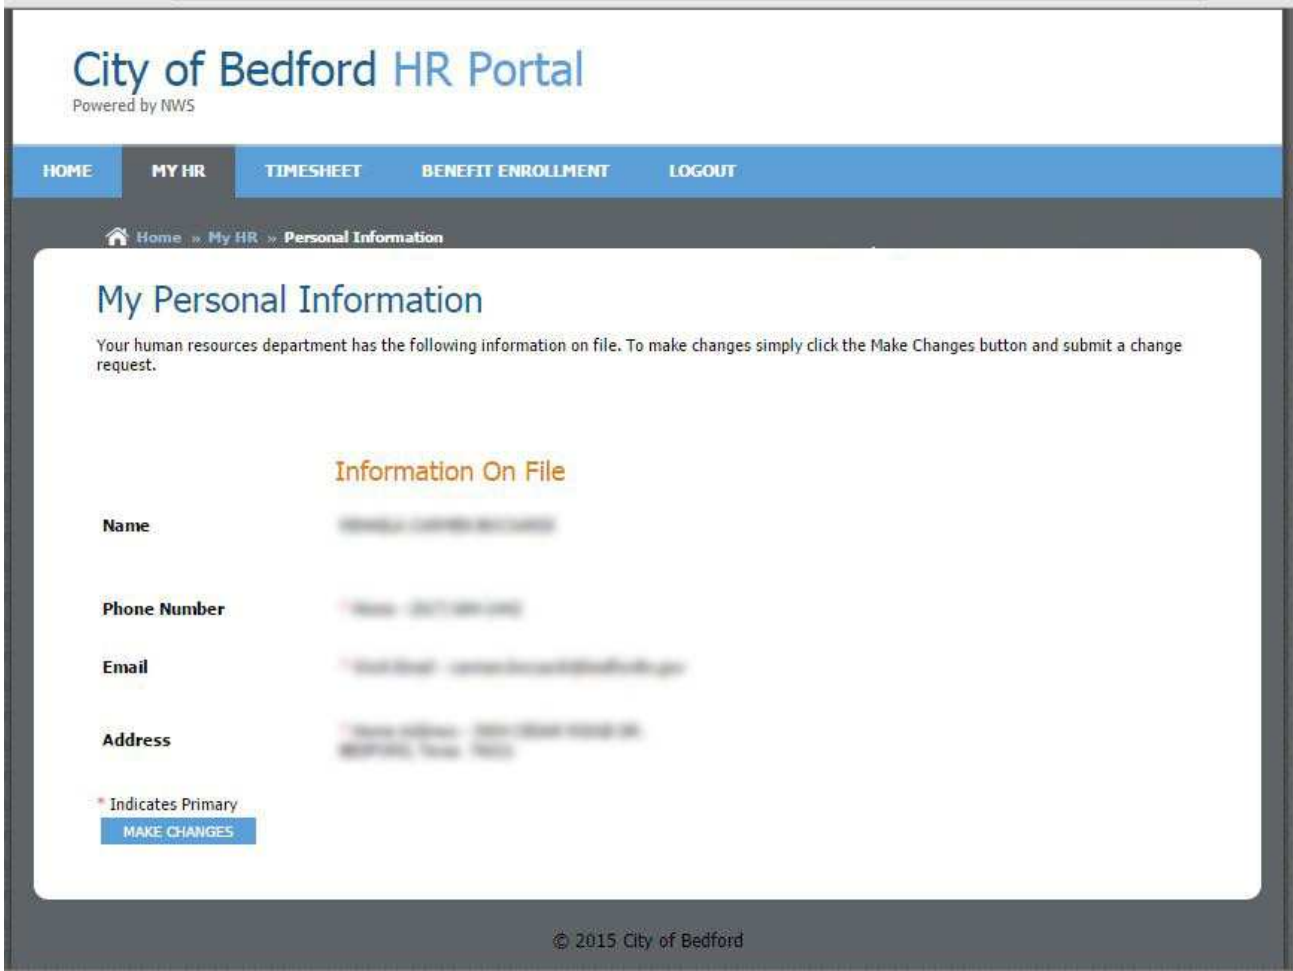 City of Bedford HR Portal
Powered by NWS
HOME MY HR TIMESHEET BENEFIT ENROLLMENT LOGOUT
Home » My HR » Personal Information
My Personal Information
Your human resources department has the following information on file. To make changes simply click the Make Changes button and submit a change
request.
Information On File
Name
Phone Number
Email
Address
* Indicates Primary
MAKE CHANGES
© 2015 City of Bedford